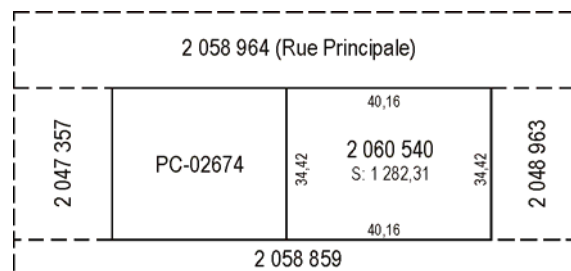 2 058 964 (Rue Principale)
2 047 357
PC-02674
40,16
34,42
2 060 540
S: 1 282,31
34,42
40,16
2 048 963
2 058 859